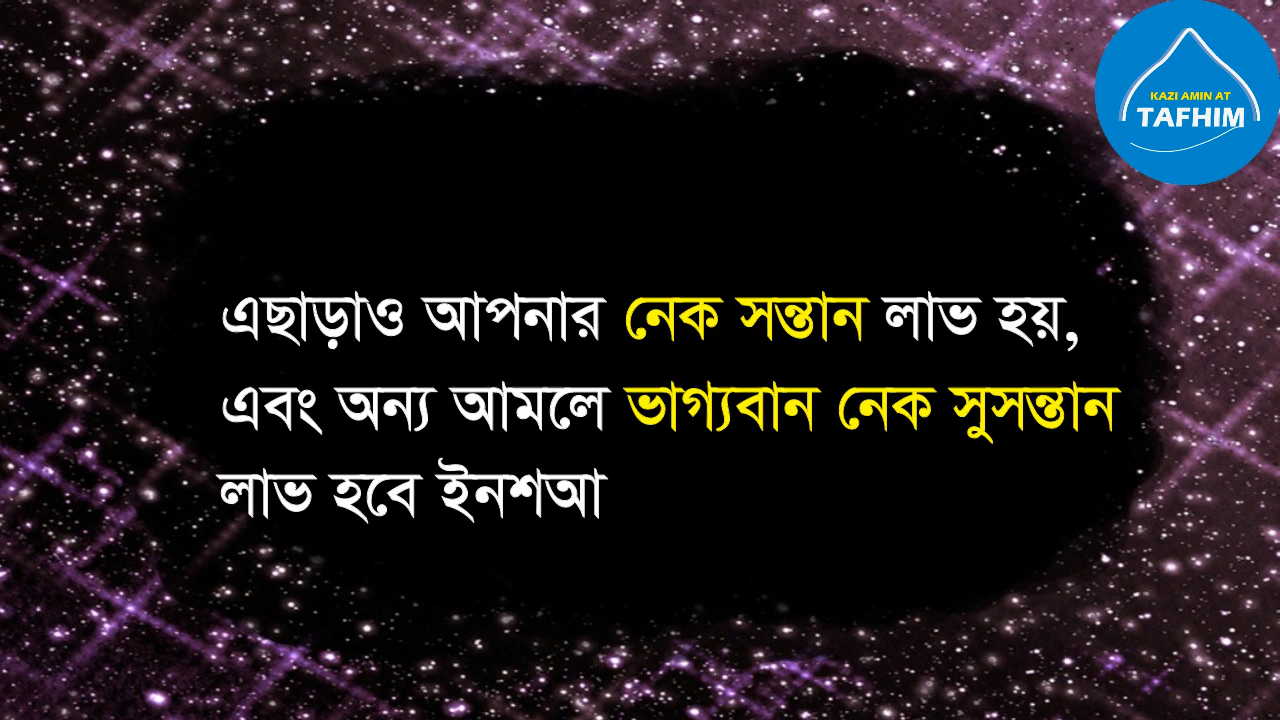 KAZI AMIN AT
TAFHIM
এছাড়াও আপনার নেক সন্তান লাভ হয়,
এবং অন্য আমলে ভাগ্যবান নেক সুসন্তান
লাভ হবে ইনশআ